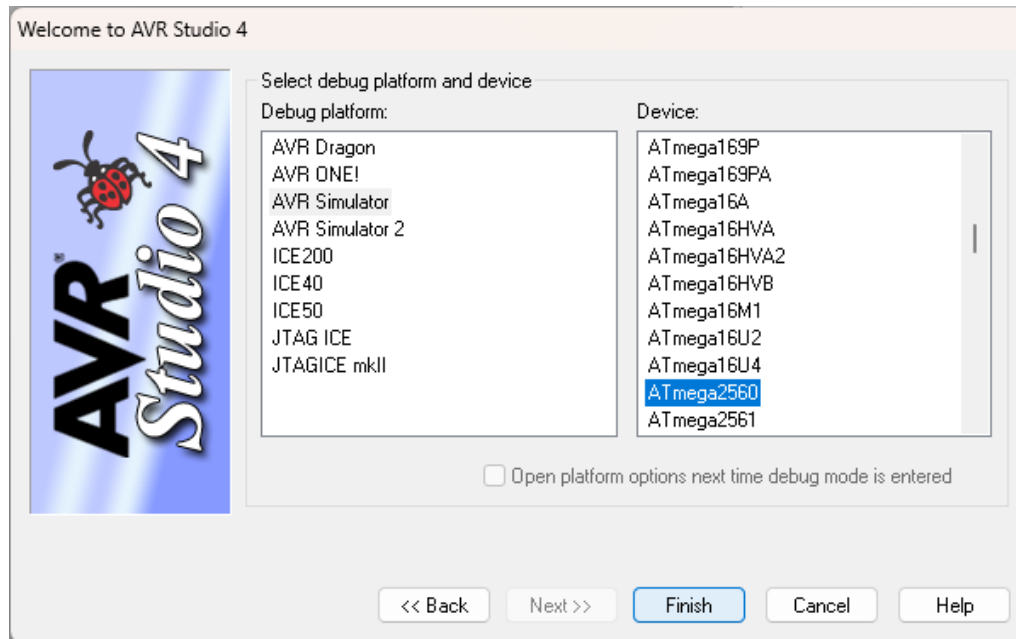 Welcome to AVR Studio 4
AVR® Studio 4
Select debug platform and device
Debug platform:
AVR Dragon
AVR ONE!
AVR Simulator
AVR Simulator 2
ICE200
ICE40
ICE50
JTAG ICE
JTAGICE mkII
Device:
ATmega169P
ATmega169PA
ATmega16A
ATmega16HVA
ATmega16HVA2
ATmega16HVB
ATmega16M1
ATmega16U2
ATmega16U4
ATmega2560
ATmega2561
Open platform options next time debug mode is entered
<< Back
Next >>
Finish
Cancel
Help